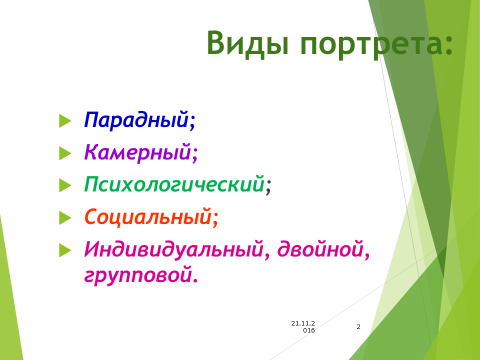 Виды портрета:
Парадный;
Камерный;
Психологический;
Социальный;
Индивидуальный, двойной,
групповой.
21.11.2
016
2